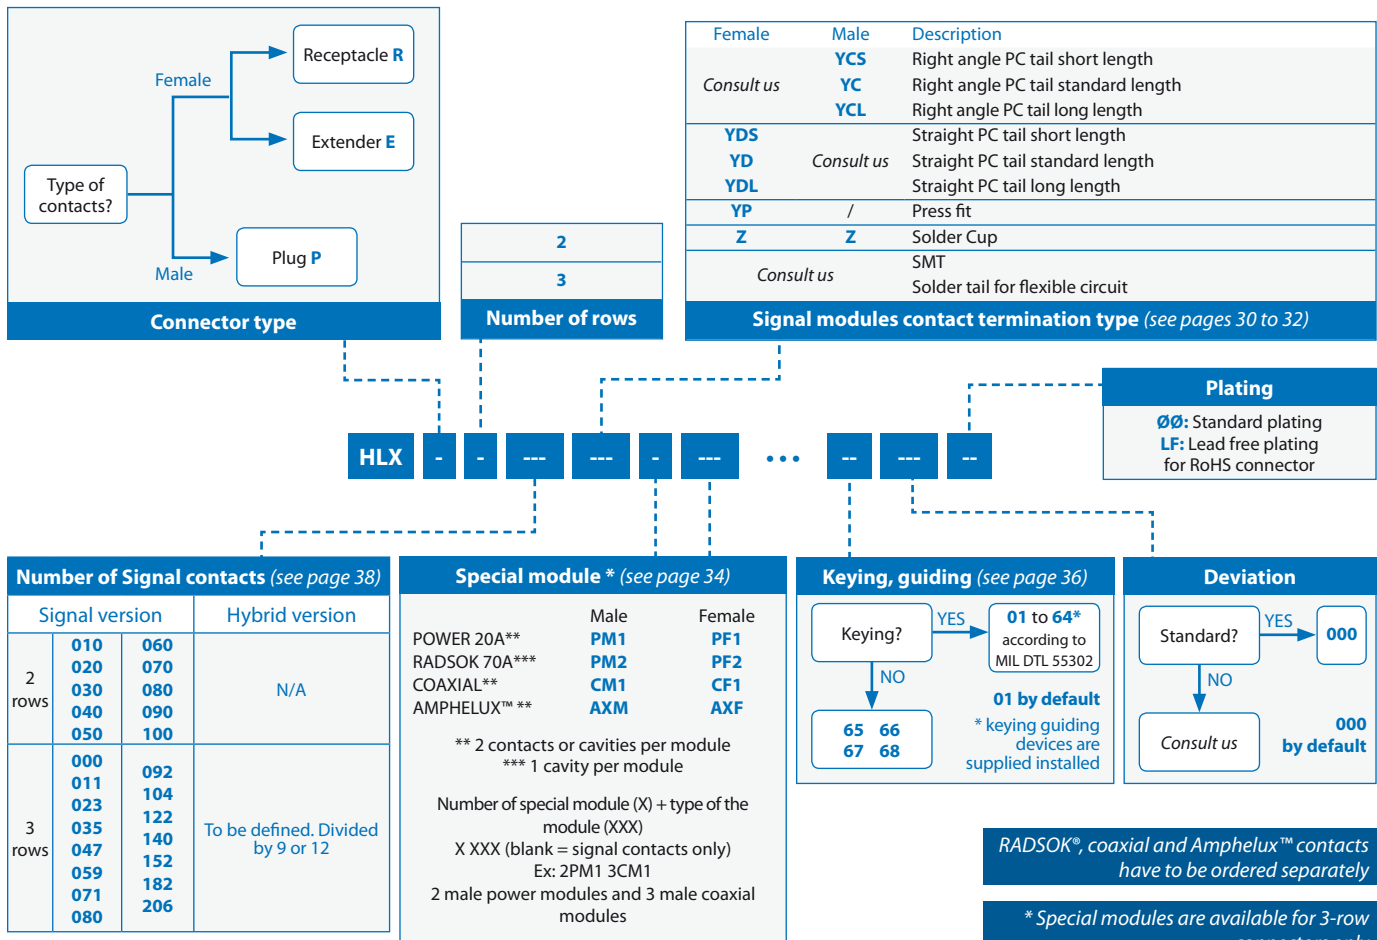 Type of
contacts?
Female
Male
Receptacle R
Extender E
Plug P
Connector type
2
3
Number of rows
Female Male Description
Consult us
YCS Right angle PC tail short length
YC Right angle PC tail standard length
YCL Right angle PC tail long length
YDS Straight PC tail short length
YD Consult us Straight PC tail standard length
YDL Straight PC tail long length
YP / Press fit
Z Z Solder Cup
Consult us
SMT
Solder tail for flexible circuit
Signal modules contact termination type (see pages 30 to 32)
Plating
ØØ: Standard plating
LF: Lead free plating
for RoHS connector
HLX - - --- --- - --- ••• -- --- --
Number of Signal contacts (see page 38)
Signal version Hybrid version
2
rows
010 060
020 070
030 080
040 090
050 100
N/A
3
rows
000
011
023
035
047
059
071
080
092
104
122
140
152
182
206
To be defined. Divided
by 9 or 12
Special module * (see page 34)
Male Female
POWER 20A** PM1 PF1
RADSOK 70A*** PM2 PF2
COAXIAL** CM1 CF1
AMPHELUX™ ** AXM AXF
** 2 contacts or cavities per module
*** 1 cavity per module
Number of special module (X) + type of the
module (XXX)
X XXX (blank = signal contacts only)
Ex: 2PM1 3CM1
2 male power modules and 3 male coaxial
modules
Keying, guiding (see page 36)
Keying?
YES
01 to 64*
according to
MIL DTL 55302
NO
65 66
67 68
01 by default
* keying guiding
devices are
supplied installed
Deviation
Standard?
YES
000
NO
Consult us
000
by default
RADSOK®, coaxial and Amphelux™ contacts
have to be ordered separately
* Special modules are available for 3-row
connectors only